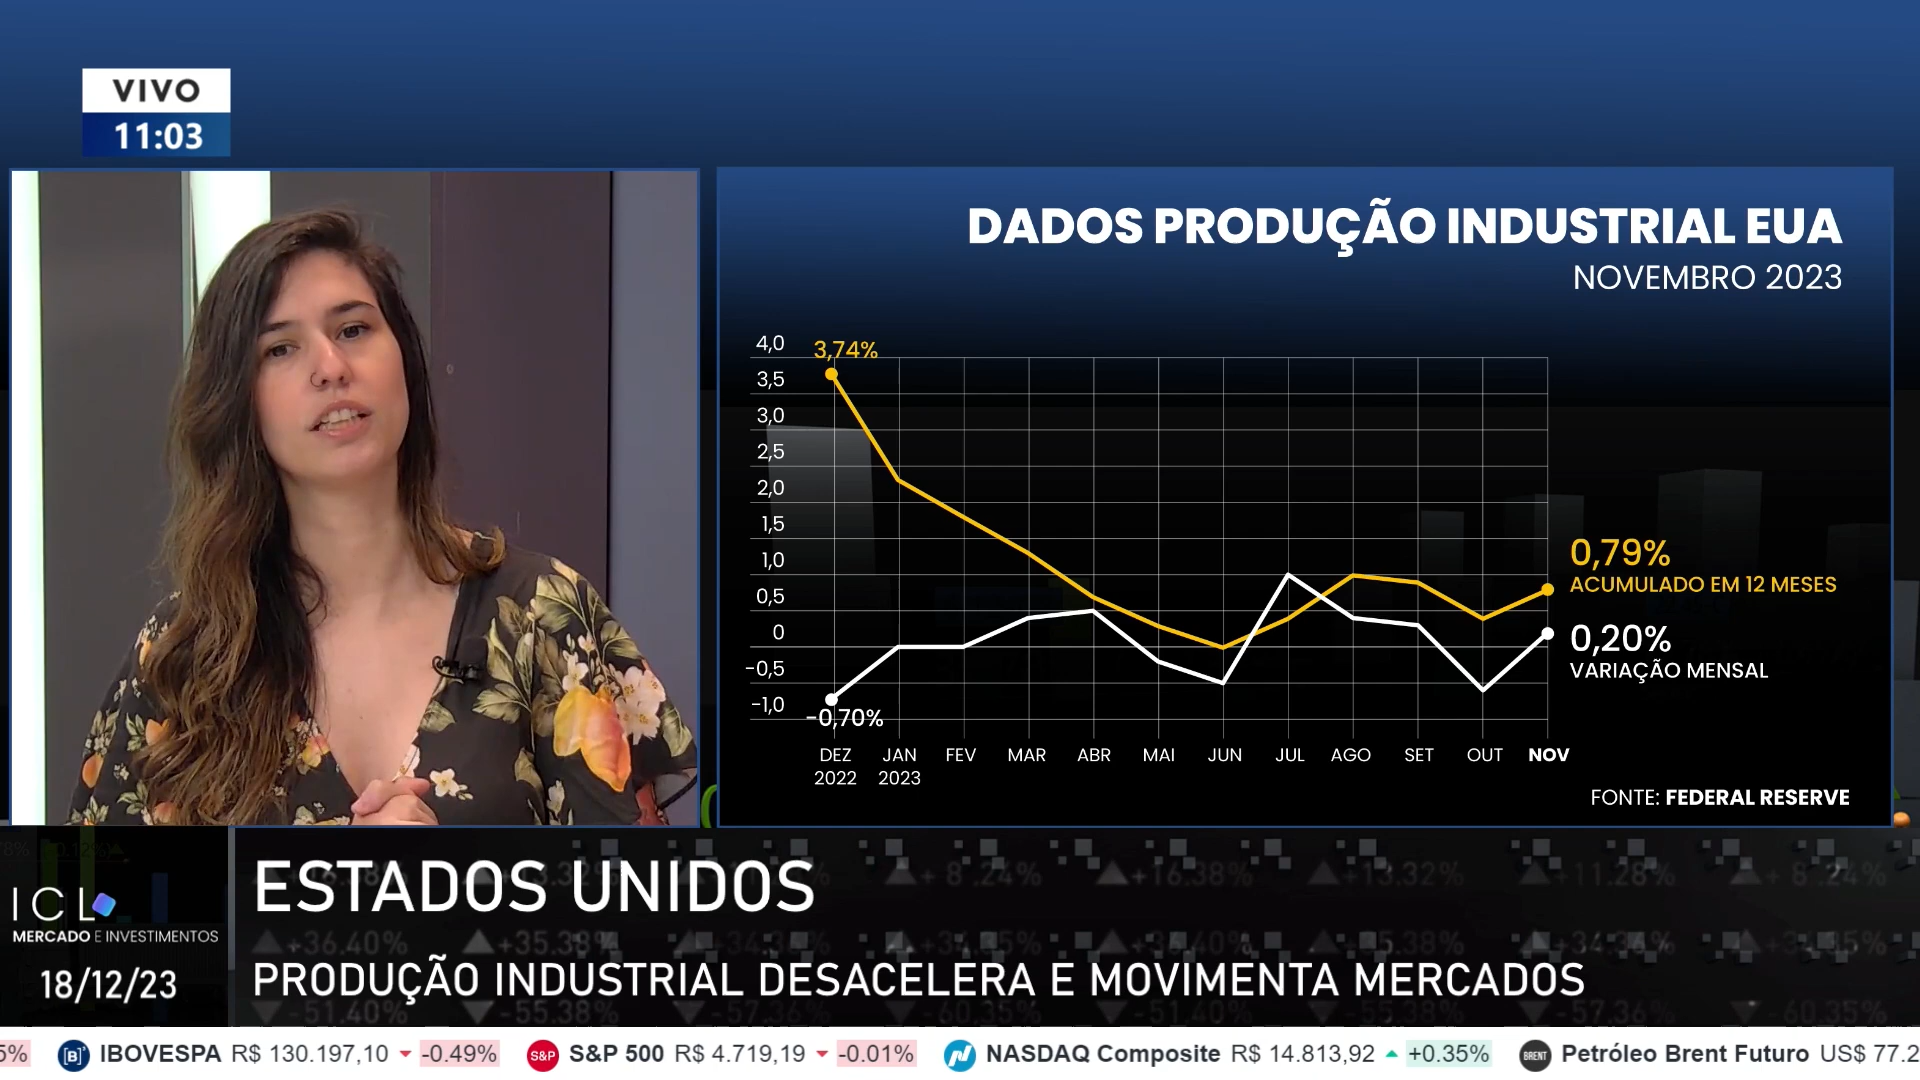 VIVO
11:03
DADOS PRODUÇÃO INDUSTRIAL EUA
NOVEMBRO 2023
4,0
3,5
3,0
2,5
2,0
1,5
1,0
0,5
0
-0,5
-1,0
3,74%
-0,70%
0,79%
ACUMULADO EM 12 MESES
0,20%
VARIAÇÃO MENSAL
DEZ JAN FEV MAR ABR MAI JUN JUL AGO SET OUT NOV
2022 2023
FONTE: FEDERAL RESERVE
ICL
MERCADO E INVESTIMENTOS
18/12/23
ESTADOS UNIDOS
PRODUÇÃO INDUSTRIAL DESACELERA E MOVIMENTA MERCADOS
5% [B] IBOVESPA R$ 130.197,10 -0.49% S&P S&P 500 R$ 4.719,19 -0.01% NASDAQ Composite R$ 14.813,92 +0.35% BRENT Petróleo Brent Futuro US$ 77.2